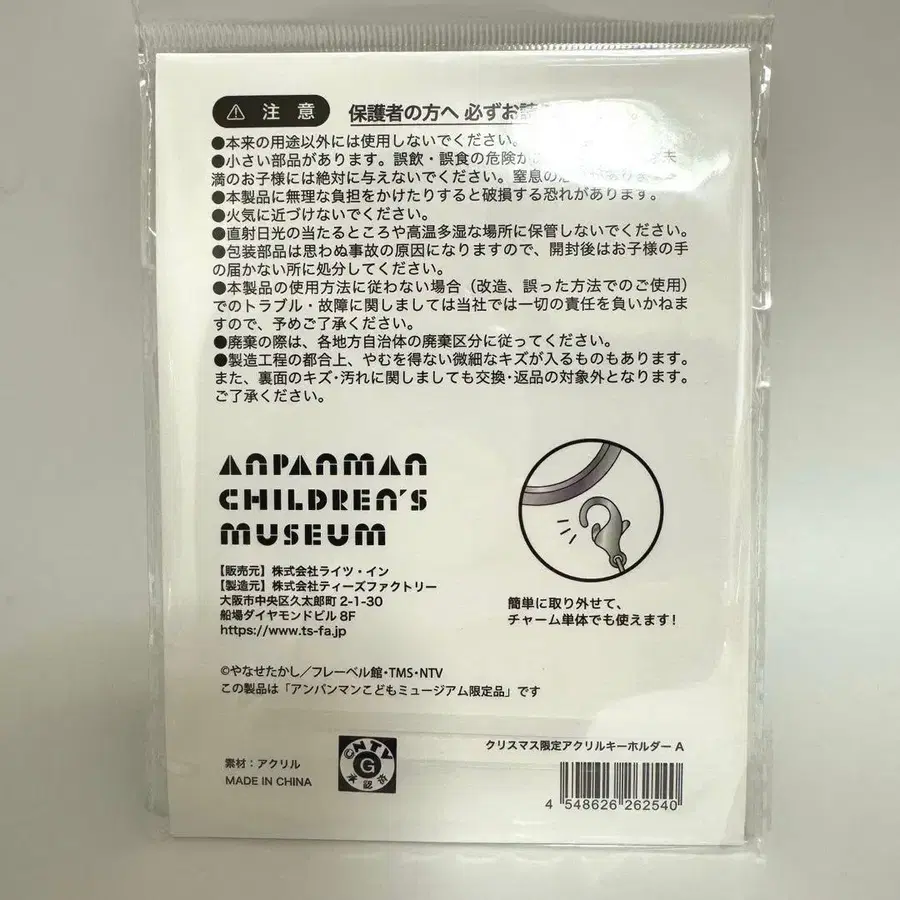 注意 保護者の方へ 必ずお読
●本来の用途以外には使用しないでください。
●小さい部品があります。誤飲・誤食の危険が
満のお子様には絶対に与えないでください。窒息の
●本製品に無理な負担をかけたりすると破損する恐れがあります。
●火気に近づけないでください。
●直射日光の当たるところや高温多湿な場所に保管しないでください。
●包装部品は思わぬ事故の原因になりますので、開封後はお子様の手
の届かない所に処分してください。
●本製品の使用方法に従わない場合（改造、誤った方法でのご使用）
でのトラブル・故障に関しましては当社では一切の責任を負いかねま
すので、予めご了承ください。
●廃棄の際は、各地方自治体の廃棄区分に従ってください。
●製造工程の都合上、やむを得ない微細なキズが入るものもあります。
また、裏面のキズ・汚れに関しましても交換・返品の対象外となります。
ご了承ください。
ANPANMAN
CHILDREN'S
MUSEUM
【販売元】株式会社ライツ・イン
【製造元】株式会社ティーズファクトリー
大阪市中央区久太郎町 2-1-30
船場ダイヤモンドビル 8F
https://www.ts-fa.jp
簡単に取り外せて、
チャーム単体でも使えます！
©やなせたかし／フレーベル館・TMS・NTV
この製品は「アンパンマンこどもミュージアム限定品」です
素材：アクリル
MADE IN CHINA
©NTV
G
承認済
クリスマス限定アクリルキーホルダー A
4 548626 262540